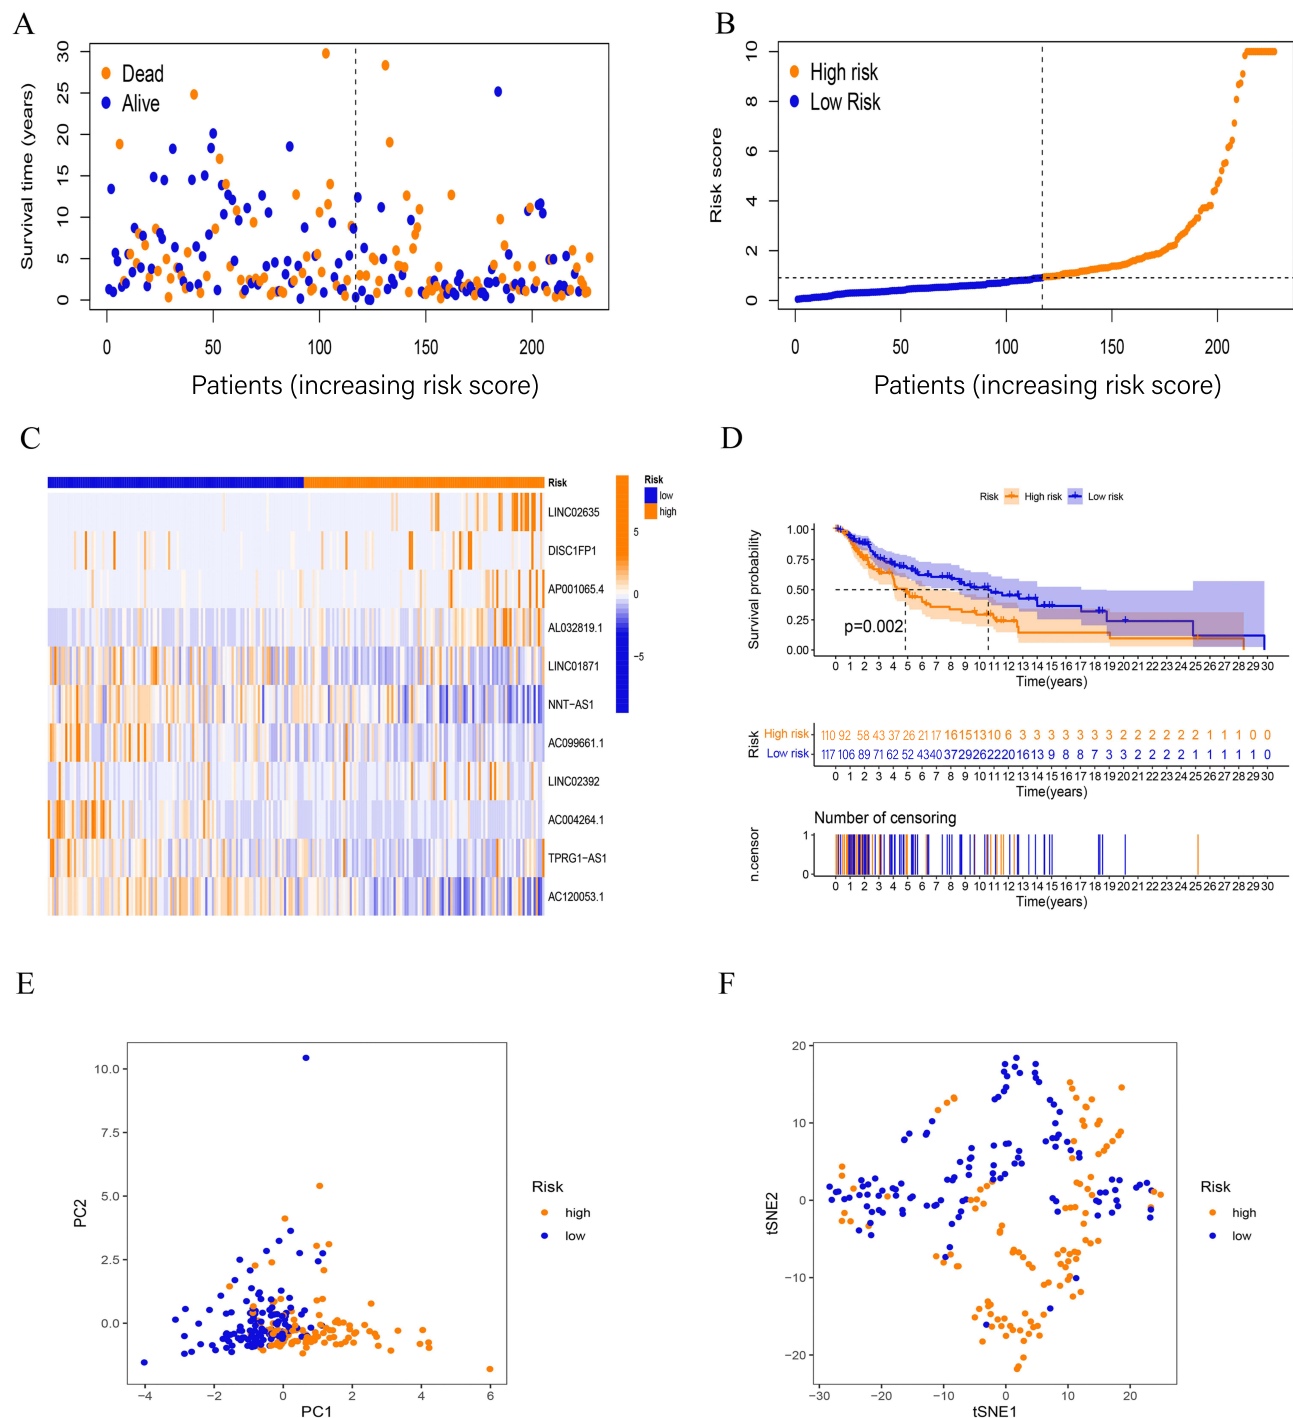 A
Dead
Alive
Survival time (years)
30
25
20
15
10
5
0
0 50 100 150 200
Patients (increasing risk score)
B
High risk
Low Risk
Risk score
10
8
6
4
2
0
0 50 100 150 200
Patients (increasing risk score)
C
Risk
LINC02635
DISC1FP1
AP001065.4
AL032819.1
LINC01871
NNT−AS1
AC099661.1
LINC02392
AC004264.1
TPRG1−AS1
AC120053.1
5
0
−5
Risk
low
high
D
Risk High risk Low risk
Survival probability
1.00
0.75
0.50
0.25
0.00
p=0.002
0 1 2 3 4 5 6 7 8 9 10 11 12 13 14 15 16 17 18 19 20 21 22 23 24 25 26 27 28 29 30
Time(years)
Risk
High risk 110 92 58 43 37 26 21 17 16 15 13 10 6 3 3 3 3 3 3 3 2 2 2 2 2 2 1 1 1 0 0
Low risk 117 106 89 71 62 52 43 40 37 29 26 22 20 16 13 9 8 8 7 3 3 2 2 2 2 1 1 1 1 1 0
0 1 2 3 4 5 6 7 8 9 10 11 12 13 14 15 16 17 18 19 20 21 22 23 24 25 26 27 28 29 30
Time(years)
Number of censoring
n.censor
1
0
0 1 2 3 4 5 6 7 8 9 10 11 12 13 14 15 16 17 18 19 20 21 22 23 24 25 26 27 28 29 30
Time(years)
E
PC2
10.0
7.5
5.0
2.5
0.0
−4 −2 0 2 4 6
PC1
Risk
high
low
F
tSNE2
20
10
0
−10
−20
−30 −20 −10 0 10 20
tSNE1
Risk
high
low